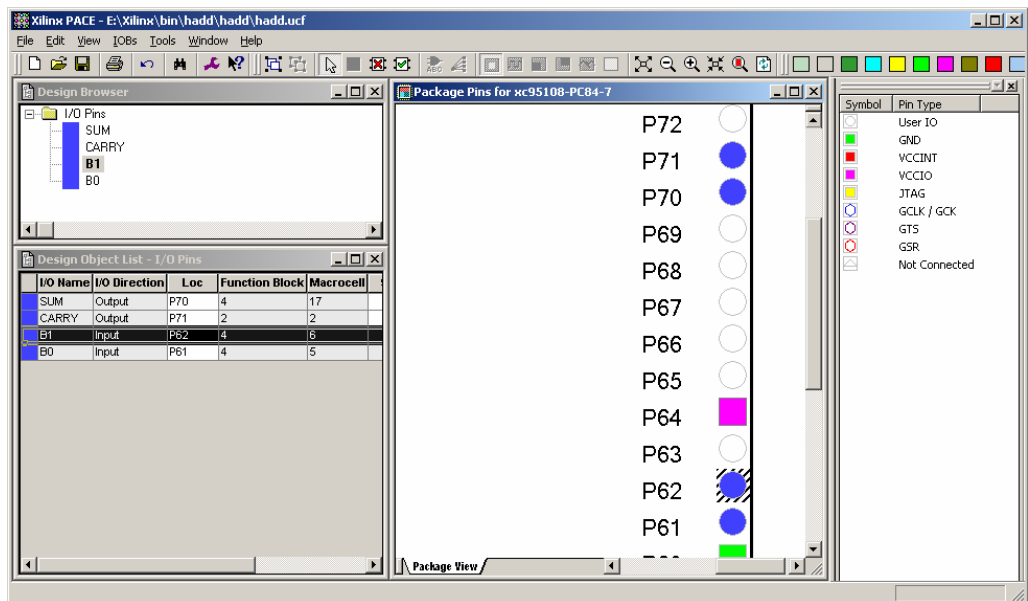 Xilinx PACE - E:\Xilinx\bin\hadd\hadd\hadd.ucf
File Edit View IOBs Tools Window Help
Design Browser
I/O Pins
SUM
CARRY
B1
B0
Design Object List - I/O Pins
I/O Name I/O Direction Loc Function Block Macrocell
SUM Output P70 4 17
CARRY Output P71 2 2
B1 Input P62 4 6
B0 Input P61 4 5
Package Pins for xc95108-PC84-7
P72
P71
P70
P69
P68
P67
P66
P65
P64
P63
P62
P61
Package View
Symbol Pin Type
User IO
GND
VCCINT
VCCIO
JTAG
GCLK / GCK
GTS
GSR
Not Connected